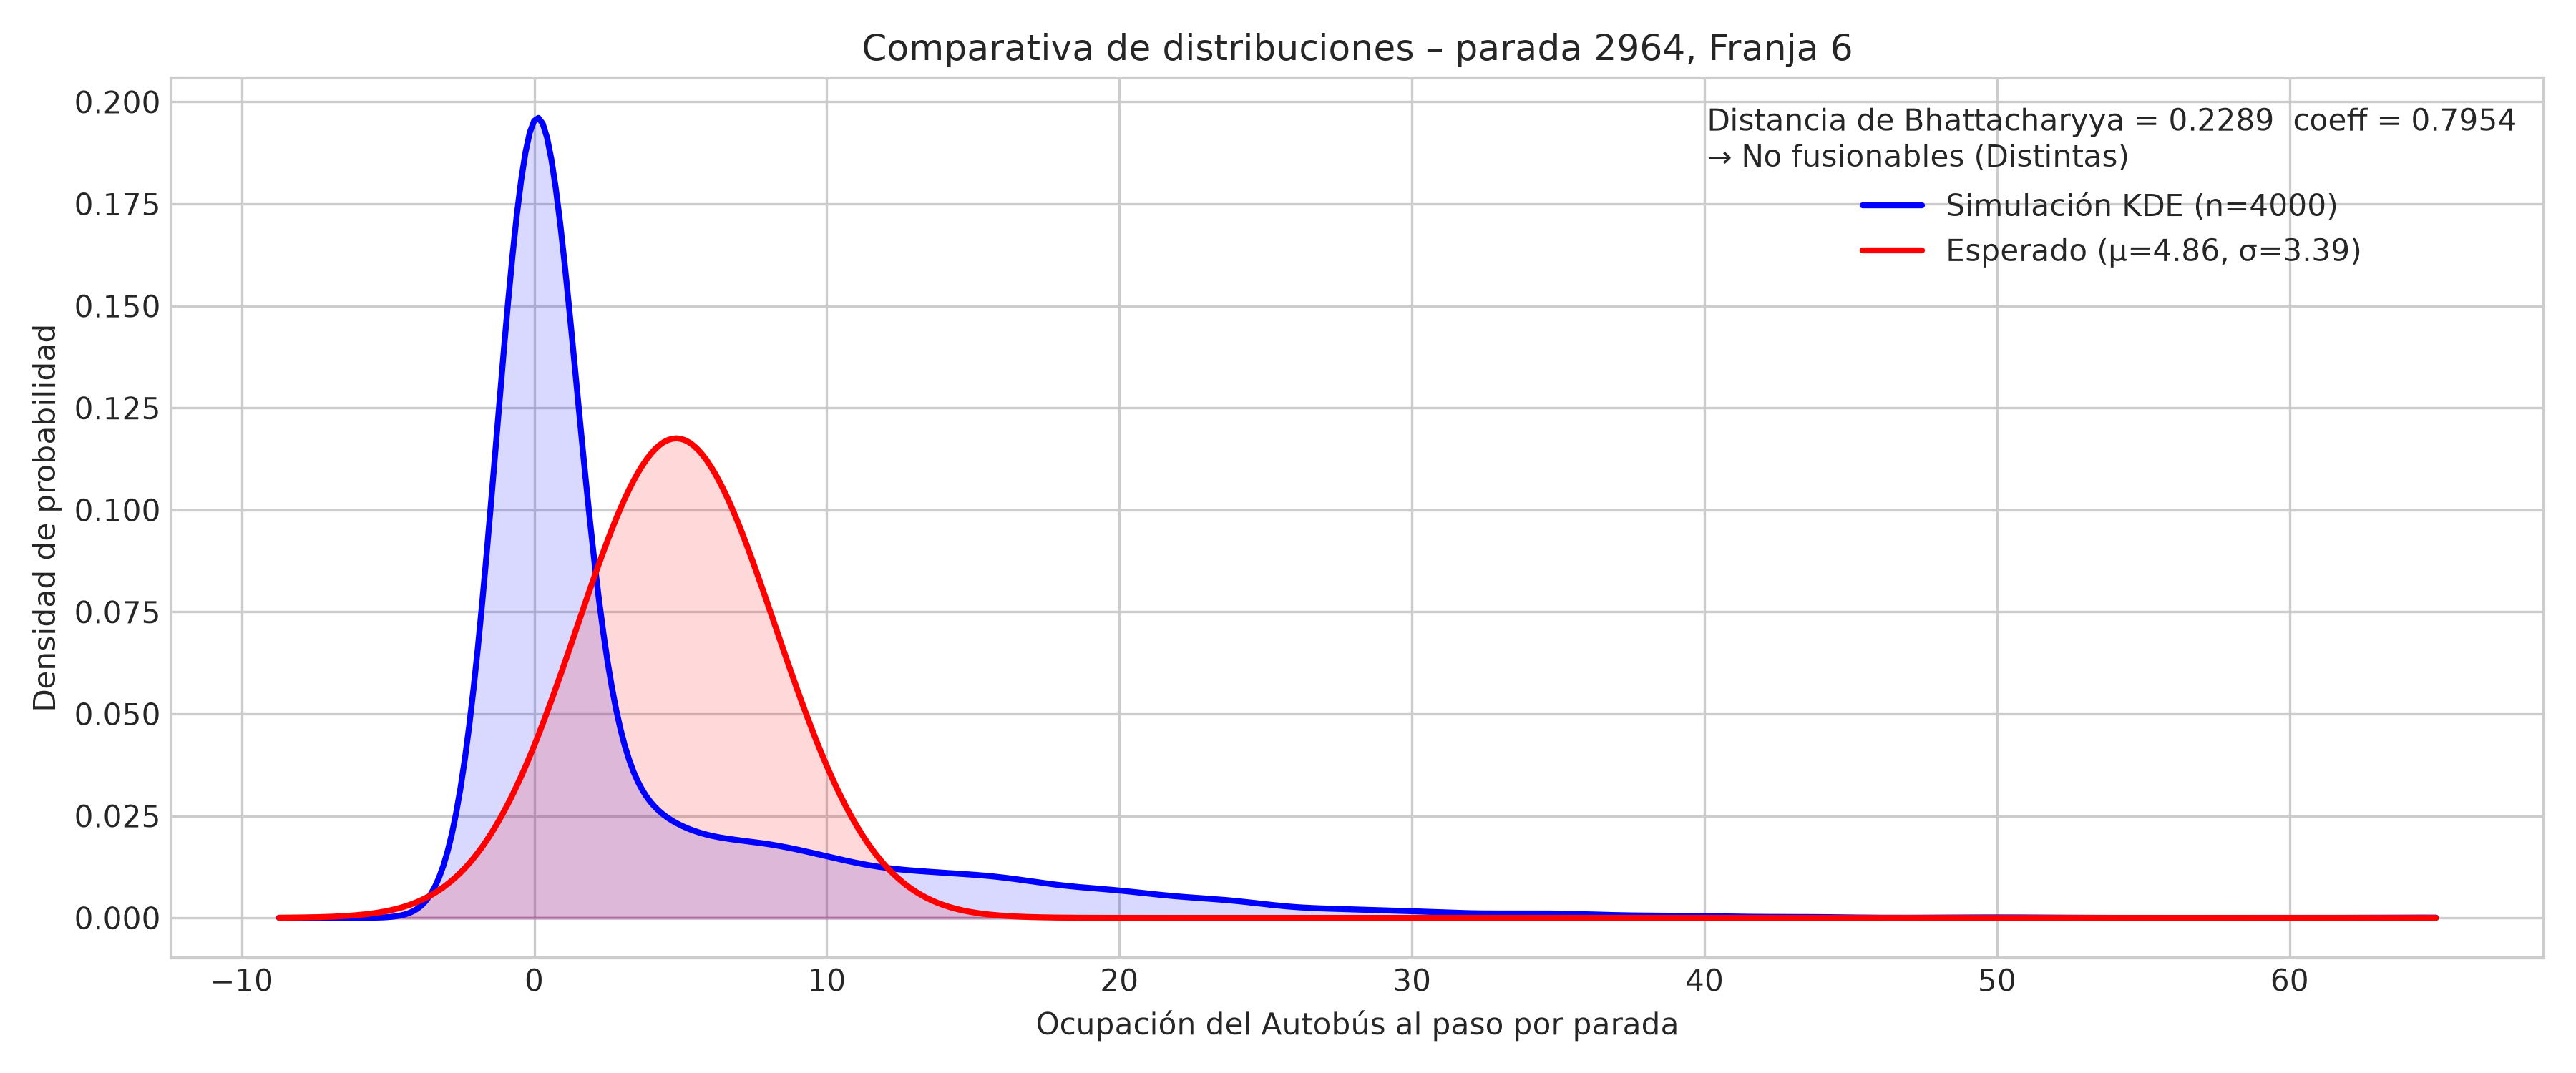 Comparativa de distribuciones – parada 2964, Franja 6
Distancia de Bhattacharyya = 0.2289  coeff = 0.7954
→ No fusionables (Distintas)
Simulación KDE (n=4000)
Esperado (μ=4.86, σ=3.39)
Densidad de probabilidad
0.200
0.175
0.150
0.125
0.100
0.075
0.050
0.025
0.000
−10 0 10 20 30 40 50 60
Ocupación del Autobús al paso por parada